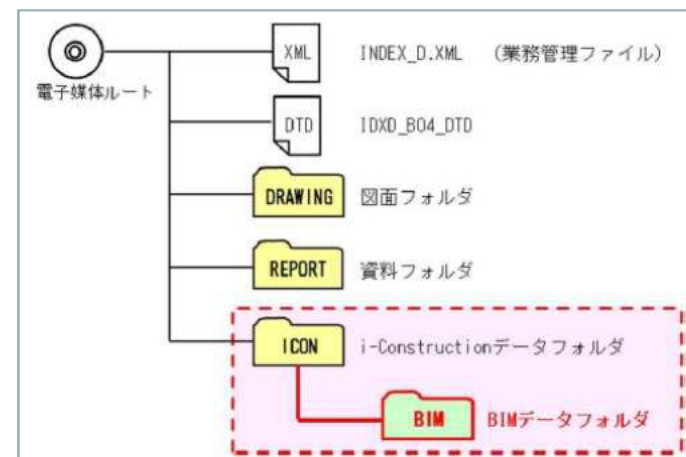 XML INDEX_D.XML (業務管理ファイル)
電子媒体ルート
DTD IDXD_B04_DTD
DRAWING 図面フォルダ
REPORT 資料フォルダ
ICON i-Constructionデータフォルダ
BIM BIMデータフォルダ